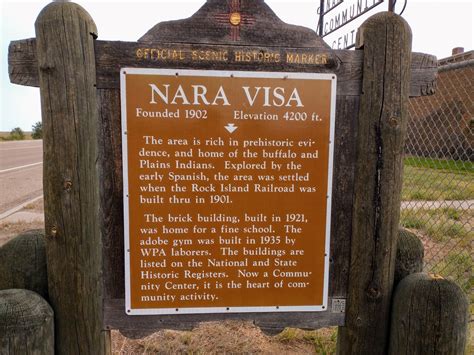 NARA VISA
COMMUNITY
CENTER
OFFICIAL SCENIC HISTORIC MARKER
NARA VISA
Founded 1902 Elevation 4200 ft.
The area is rich in prehistoric evi-
dence, and home of the buffalo and
Plains Indians. Explored by the
early Spanish, the area was settled
when the Rock Island Railroad was
built thru in 1901.
The brick building, built in 1921,
was home for a fine school. The
adobe gym was built in 1935 by
WPA laborers. The buildings are
listed on the National and State
Historic Registers. Now a Commu-
nity Center, it is the heart of com-
munity activity.